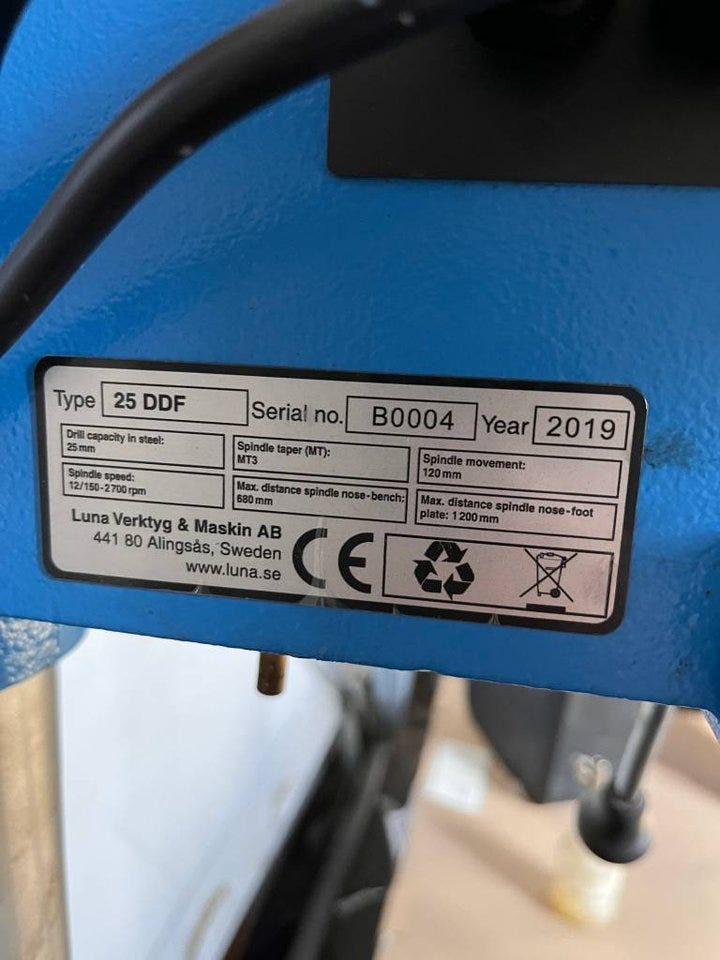 Type 25 DDF Serial no. B0004 Year 2019
Drill capacity in steel:
25 mm
Spindle taper (MT):
MT3
Spindle movement:
120 mm
Spindle speed:
12/150-2700 rpm
Max. distance spindle nose-bench:
680 mm
Max. distance spindle nose-foot
plate: 1 200 mm
Luna Verktyg & Maskin AB
441 80 Alingsås, Sweden
www.luna.se
CE